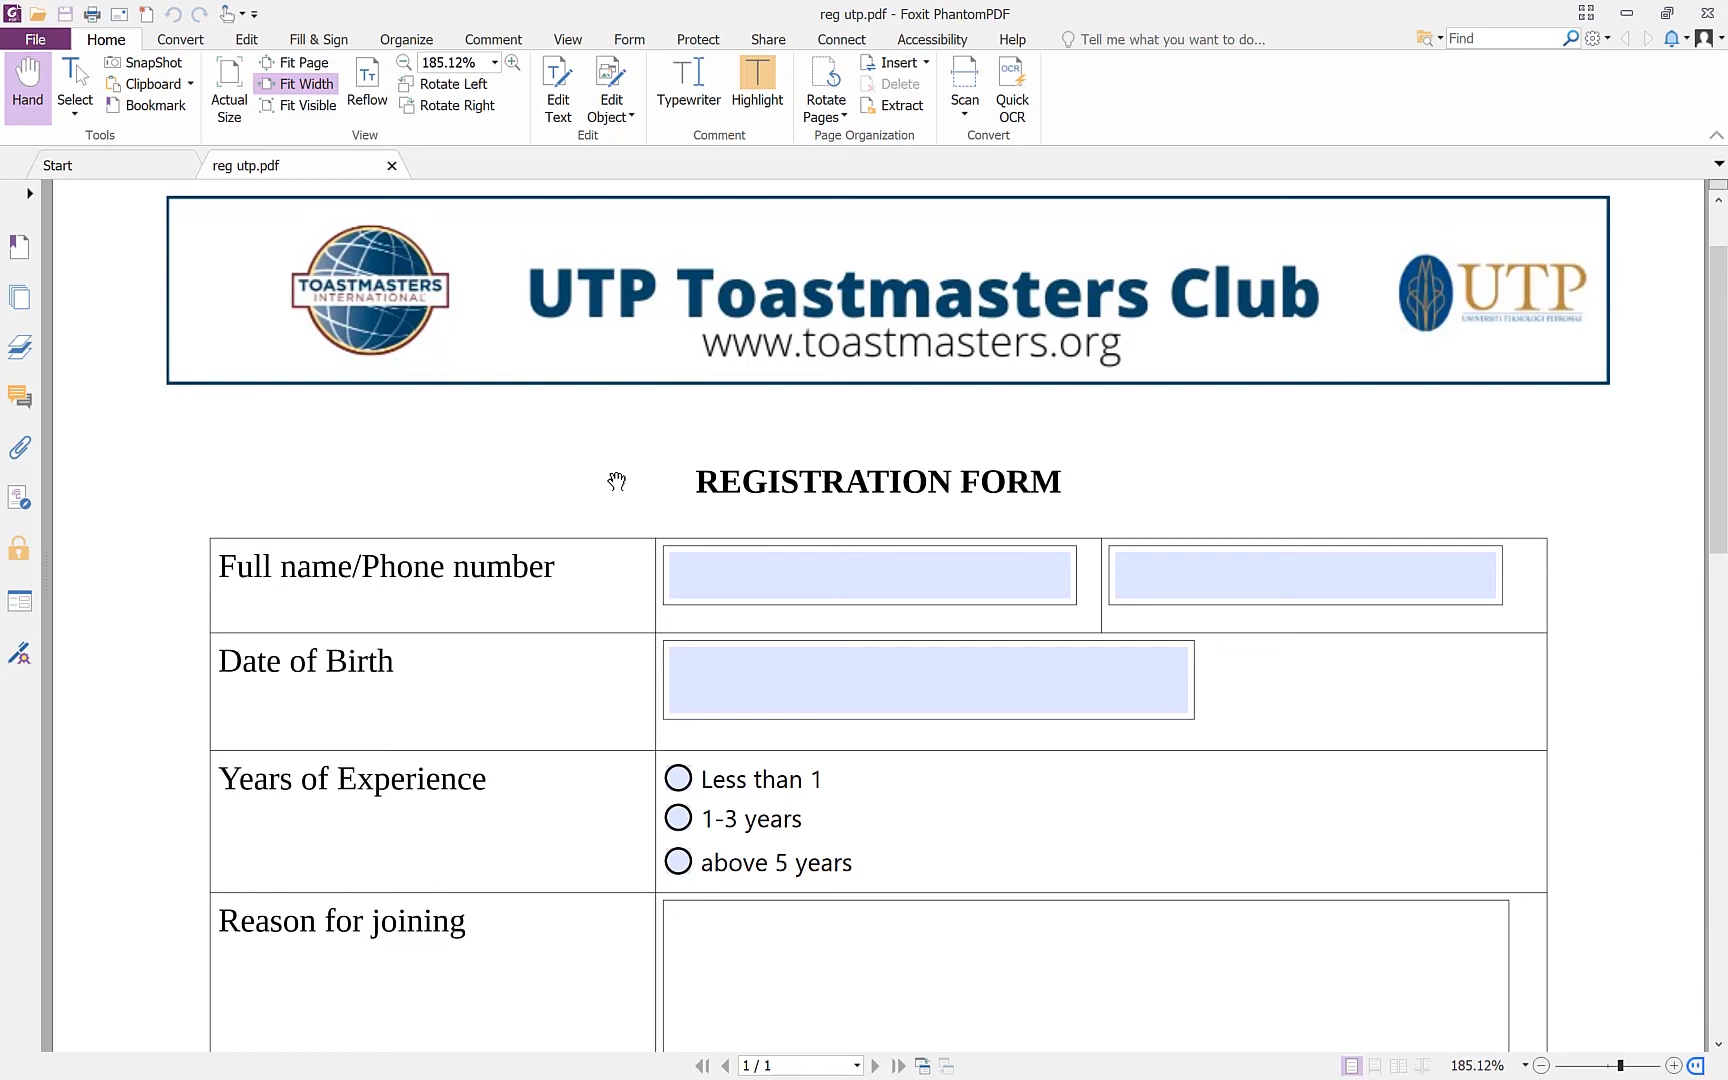 reg utp.pdf - Foxit PhantomPDF
File Home Convert Edit Fill & Sign Organize Comment View Form Protect Share Connect Accessibility Help Tell me what you want to do... Find
Hand
Select
SnapShot
Clipboard
Bookmark
Tools
Actual Size
Fit Page
Fit Width
Fit Visible
Reflow
185.12%
Rotate Left
Rotate Right
View
Edit Text
Edit Object
Edit
Typewriter
Highlight
Comment
Rotate Pages
Insert
Delete
Extract
Page Organization
Scan
OCR
Quick OCR
Convert
Start
reg utp.pdf
TOASTMASTERS
INTERNATIONAL
UTP Toastmasters Club
www.toastmasters.org
UTP
UNIVERSITI TEKNOLOGI PETRONAS
REGISTRATION FORM
Full name/Phone number
Date of Birth
Years of Experience
Less than 1
1-3 years
above 5 years
Reason for joining
1 / 1
185.12%